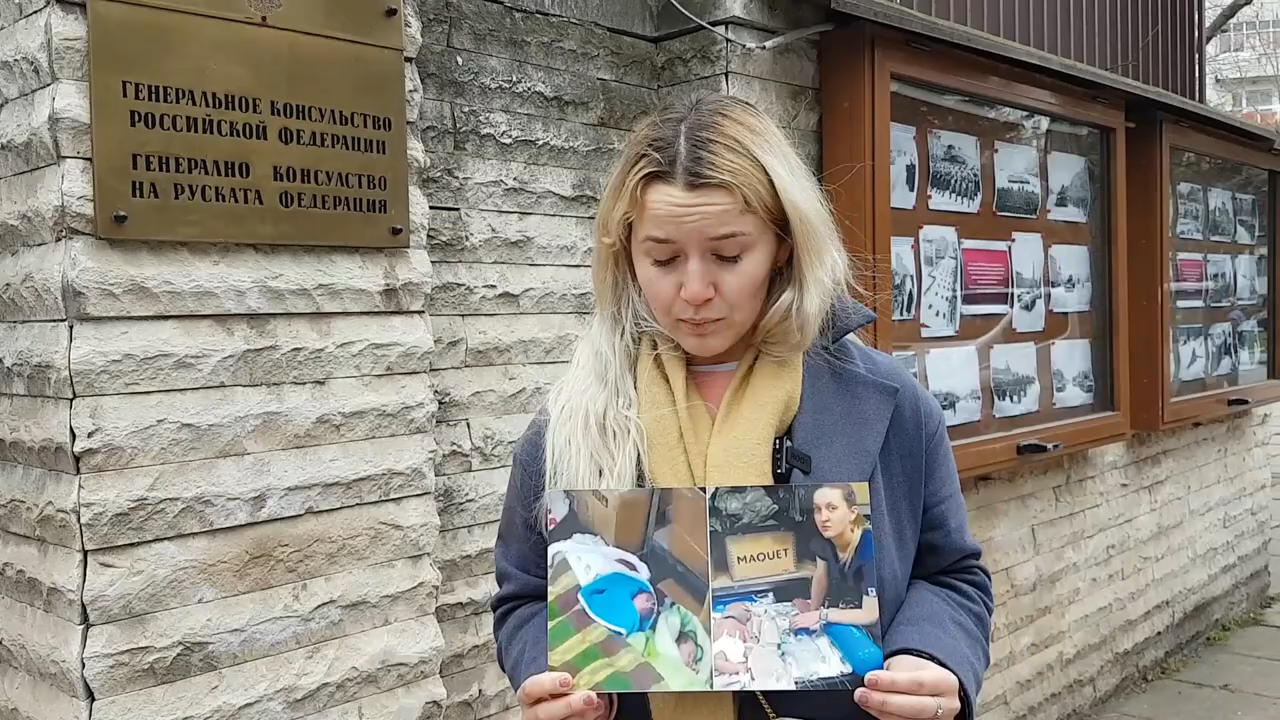 ГЕНЕРАЛЬНОЕ КОНСУЛЬСТВО
РОССИЙСКОЙ ФЕДЕРАЦИИ
ГЕНЕРАЛНО КОНСУЛСТВО
НА РУСКАТА ФЕДЕРАЦИЯ
MAQUET